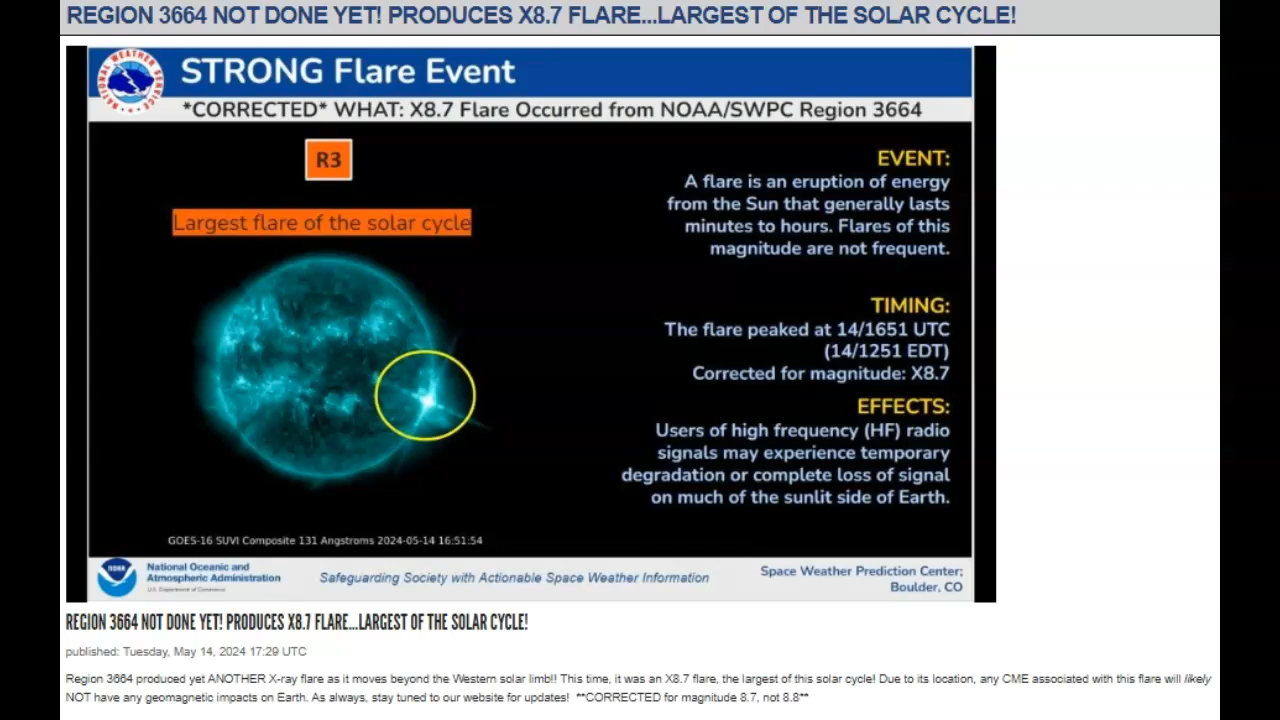 REGION 3664 NOT DONE YET! PRODUCES X8.7 FLARE...LARGEST OF THE SOLAR CYCLE!
NATIONAL WEATHER SERVICE
STRONG Flare Event
*CORRECTED* WHAT: X8.7 Flare Occurred from NOAA/SWPC Region 3664
R3
Largest flare of the solar cycle
EVENT:
A flare is an eruption of energy
from the Sun that generally lasts
minutes to hours. Flares of this
magnitude are not frequent.
TIMING:
The flare peaked at 14/1651 UTC
(14/1251 EDT)
Corrected for magnitude: X8.7
EFFECTS:
Users of high frequency (HF) radio
signals may experience temporary
degradation or complete loss of signal
on much of the sunlit side of Earth.
GOES-16 SUVI Composite 131 Angstroms 2024-05-14 16:51:54
NOAA
National Oceanic and
Atmospheric Administration
U.S. Department of Commerce
Safeguarding Society with Actionable Space Weather Information
Space Weather Prediction Center;
Boulder, CO
REGION 3664 NOT DONE YET! PRODUCES X8.7 FLARE...LARGEST OF THE SOLAR CYCLE!
published: Tuesday, May 14, 2024 17:29 UTC
Region 3664 produced yet ANOTHER X-ray flare as it moves beyond the Western solar limb!! This time, it was an X8.7 flare, the largest of this solar cycle! Due to its location, any CME associated with this flare will likely
NOT have any geomagnetic impacts on Earth. As always, stay tuned to our website for updates! **CORRECTED for magnitude 8.7, not 8.8**